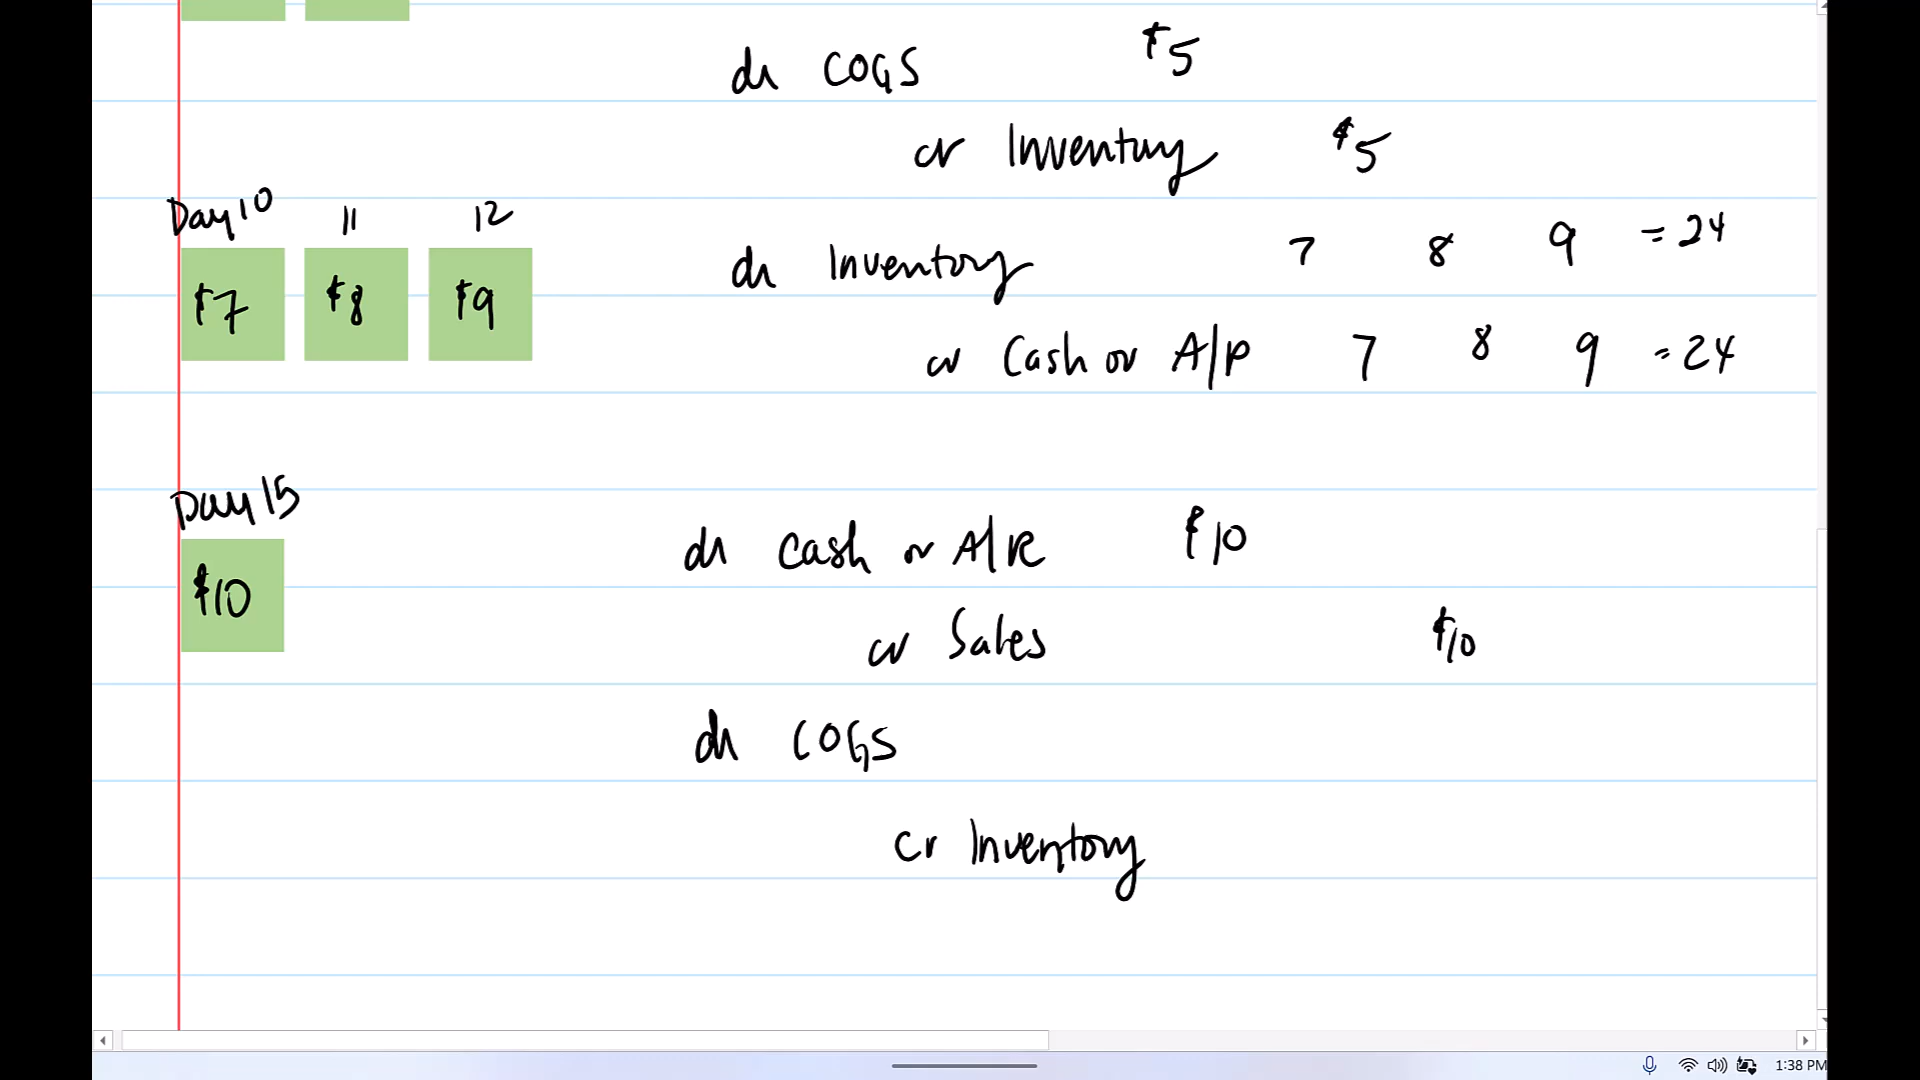 dr COGS $5
cr Inventory $5
Day 10 11 12
$7 $8 $9
dr Inventory 7 8 9 = 24
cr Cash or A/P 7 8 9 = 24
Day 15
$10
dr Cash or A/R $10
cr Sales $10
dr COGS
cr Inventory
1:38 PM